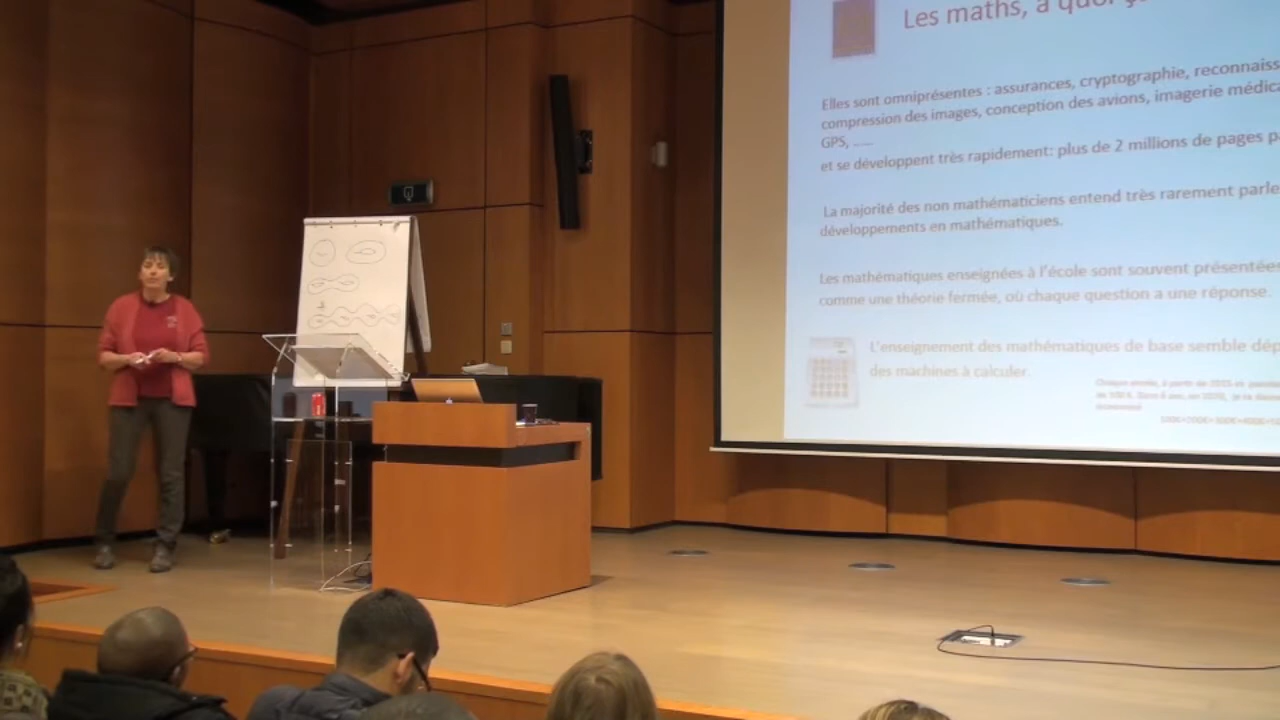 Les maths, à quoi ça
Elles sont omniprésentes : assurances, cryptographie, reconnaiss
compression des images, conception des avions, imagerie médica
GPS, .....
et se développent très rapidement: plus de 2 millions de pages p
La majorité des non mathématiciens entend très rarement parle
développements en mathématiques.
Les mathématiques enseignées à l'école sont souvent présentées
comme une théorie fermée, où chaque question a une réponse.
L'enseignement des mathématiques de base semble dép
des machines à calculer.